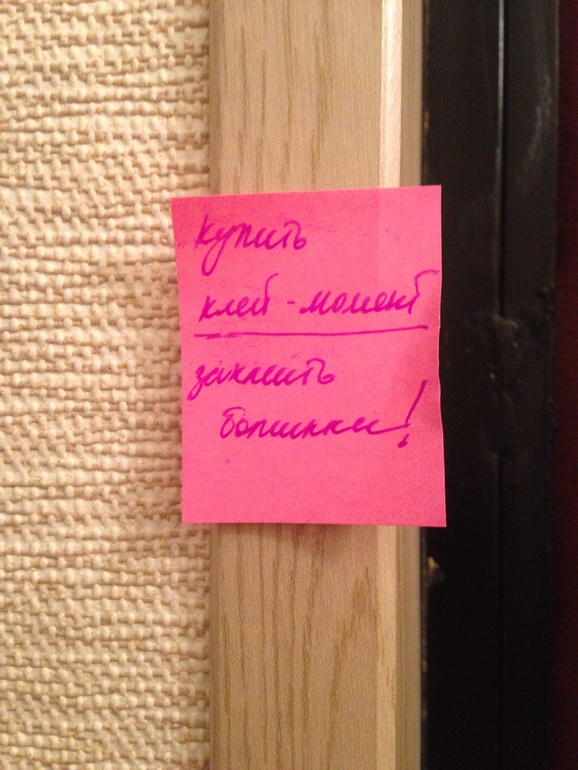 купить
клей - момент
заклеить
ботинки!